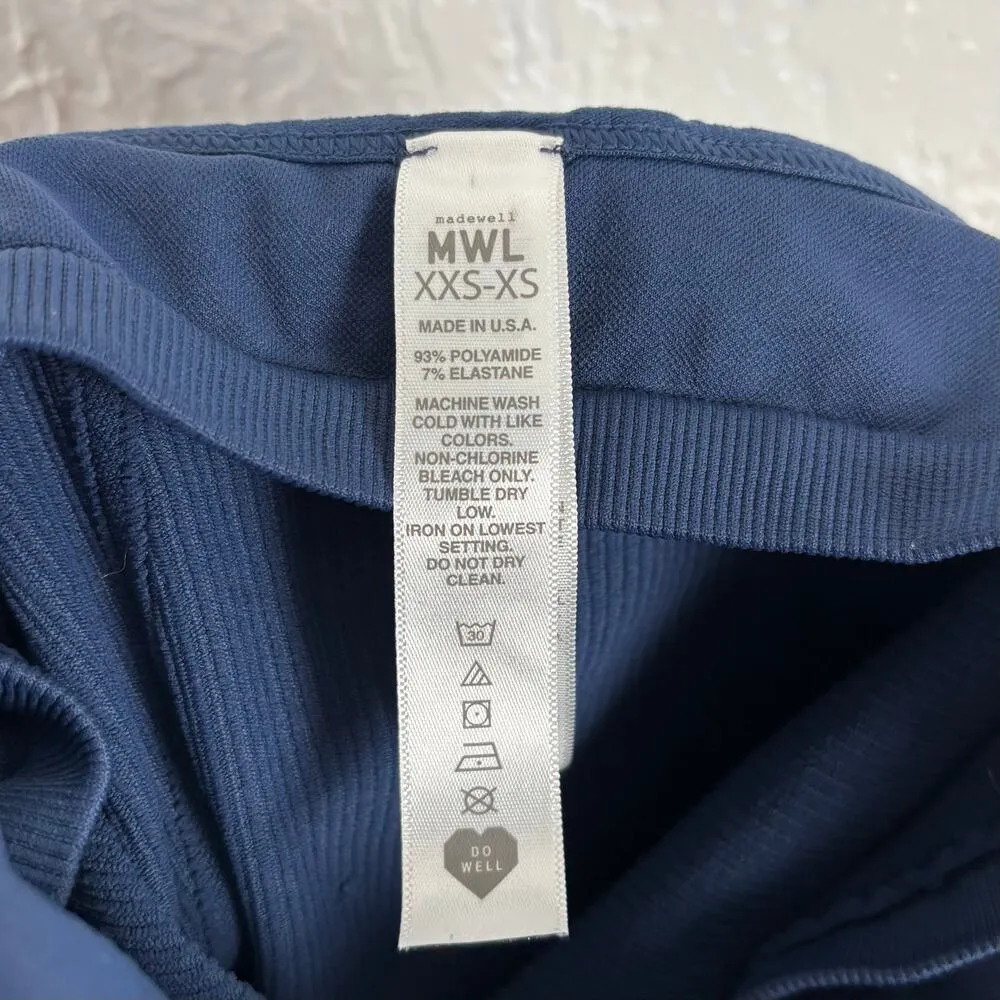 madewell
MWL
XXS-XS
MADE IN U.S.A.
93% POLYAMIDE
7% ELASTANE
MACHINE WASH
COLD WITH LIKE
COLORS.
NON-CHLORINE
BLEACH ONLY.
TUMBLE DRY
LOW.
IRON ON LOWEST
SETTING.
DO NOT DRY
CLEAN.
30
DO
WELL